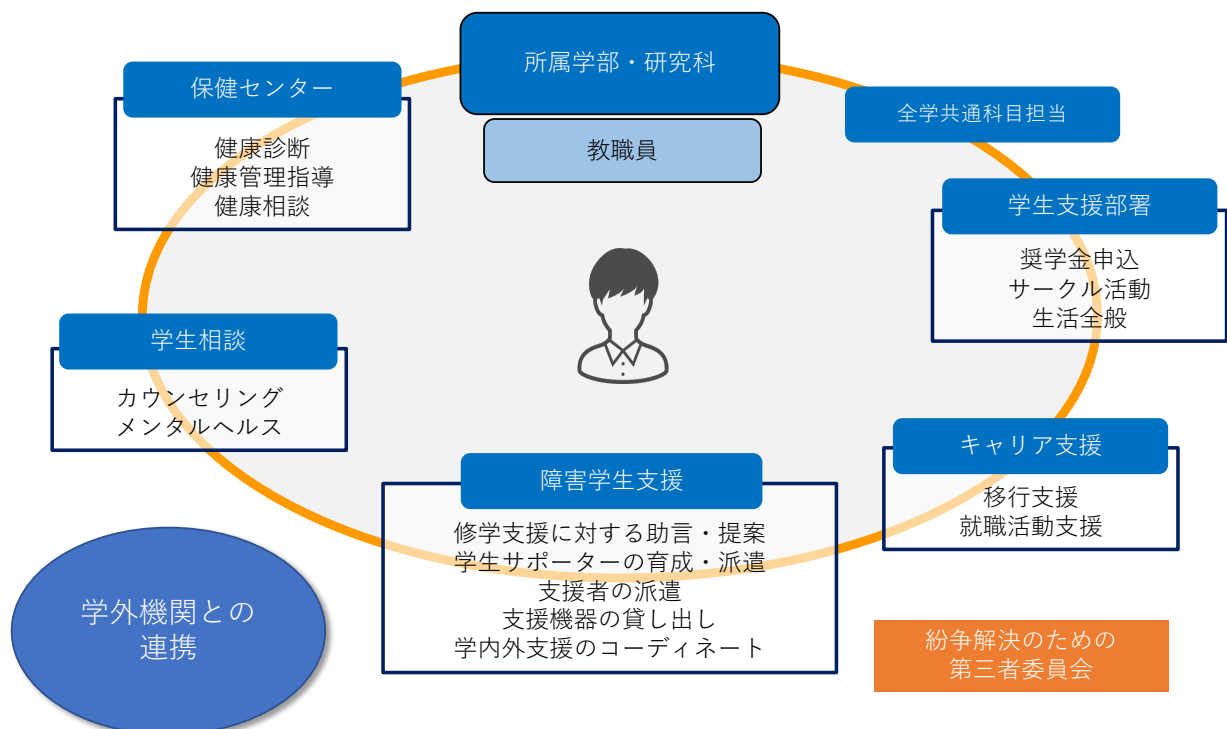 所属学部・研究科
教職員
保健センター
健康診断
健康管理指導
健康相談
全学共通科目担当
学生支援部署
奨学金申込
サークル活動
生活全般
学生相談
カウンセリング
メンタルヘルス
キャリア支援
移行支援
就職活動支援
障害学生支援
修学支援に対する助言・提案
学生サポーターの育成・派遣
支援者の派遣
支援機器の貸し出し
学内外支援のコーディネート
学外機関との
連携
紛争解決のための
第三者委員会